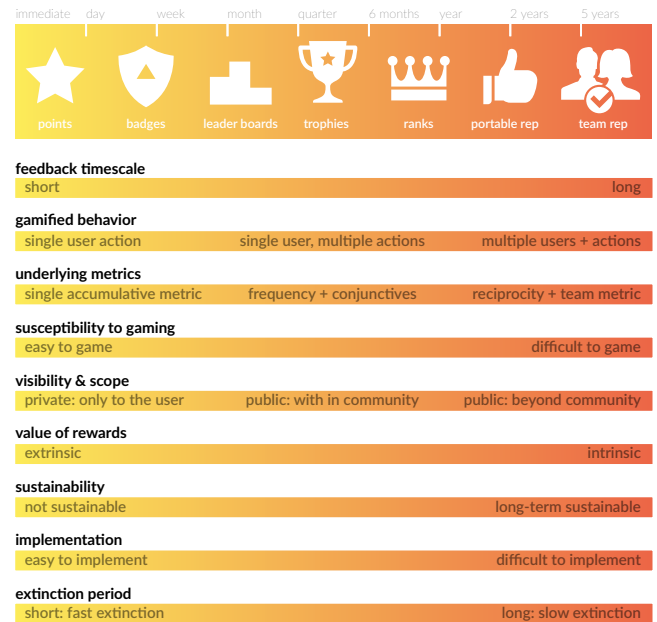 immediate day week month quarter 6 months year 2 years 5 years
points badges leader boards trophies ranks portable rep team rep
feedback timescale
short long
gamified behavior
single user action single user, multiple actions multiple users + actions
underlying metrics
single accumulative metric frequency + conjunctives reciprocity + team metric
susceptibility to gaming
easy to game difficult to game
visibility & scope
private: only to the user public: with in community public: beyond community
value of rewards
extrinsic intrinsic
sustainability
not sustainable long-term sustainable
implementation
easy to implement difficult to implement
extinction period
short: fast extinction long: slow extinction